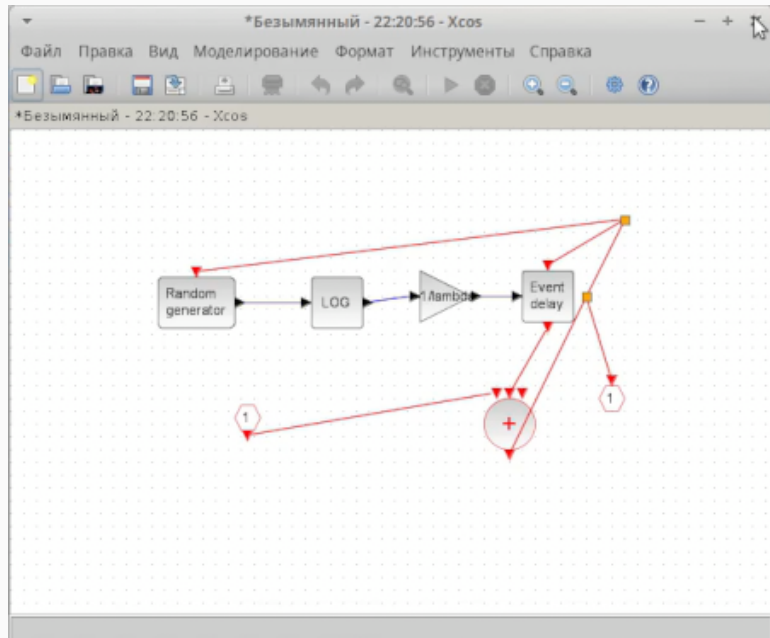 *Безымянный - 22:20:56 - Xcos
Файл Правка Вид Моделирование Формат Инструменты Справка
*Безымянный - 22:20:56 - Xcos
Random
generator
LOG
1/lambda
Event
delay
1
1
+